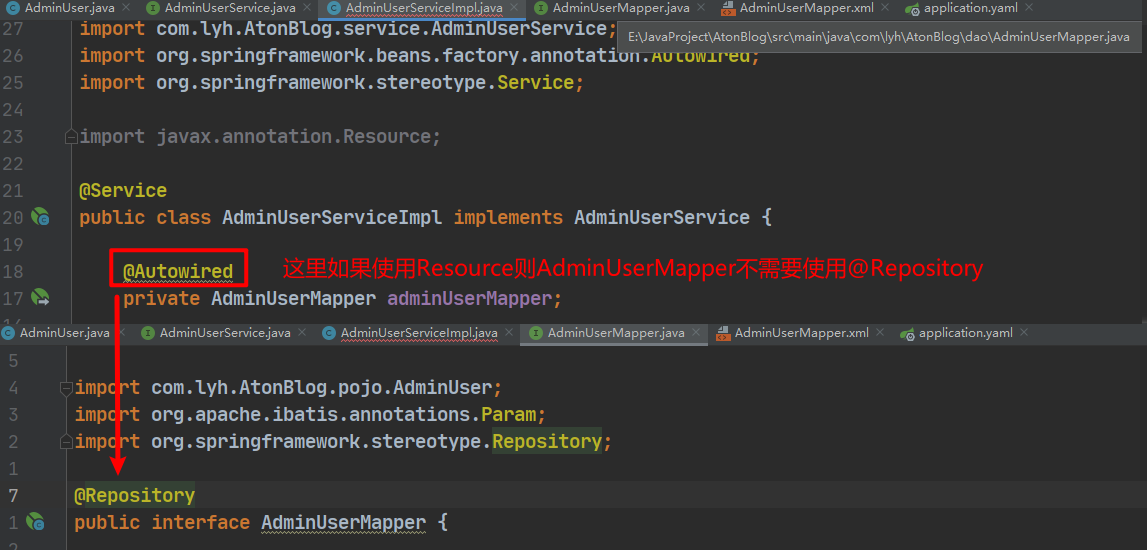 AdminUser.java × AdminUserService.java × AdminUserServiceImpl.java × AdminUserMapper.java × AdminUserMapper.xml × application.yaml ×
27 import com.lyh.AtonBlog.service.AdminUserService;
E:\JavaProject\AtonBlog\src\main\java\com\lyh\AtonBlog\dao\AdminUserMapper.java
26 import org.springframework.beans.factory.annotation.Autowired;
25 import org.springframework.stereotype.Service;
24
23 import javax.annotation.Resource;
22
21 @Service
20 public class AdminUserServiceImpl implements AdminUserService {
19
18 @Autowired 这里如果使用Resource则AdminUserMapper不需要使用@Repository
17 private AdminUserMapper adminUserMapper;
AdminUser.java × AdminUserService.java × AdminUserServiceImpl.java × AdminUserMapper.java × AdminUserMapper.xml × application.yaml ×
5
4 import com.lyh.AtonBlog.pojo.AdminUser;
3 import org.apache.ibatis.annotations.Param;
2 import org.springframework.stereotype.Repository;
1
7 @Repository
1 public interface AdminUserMapper {